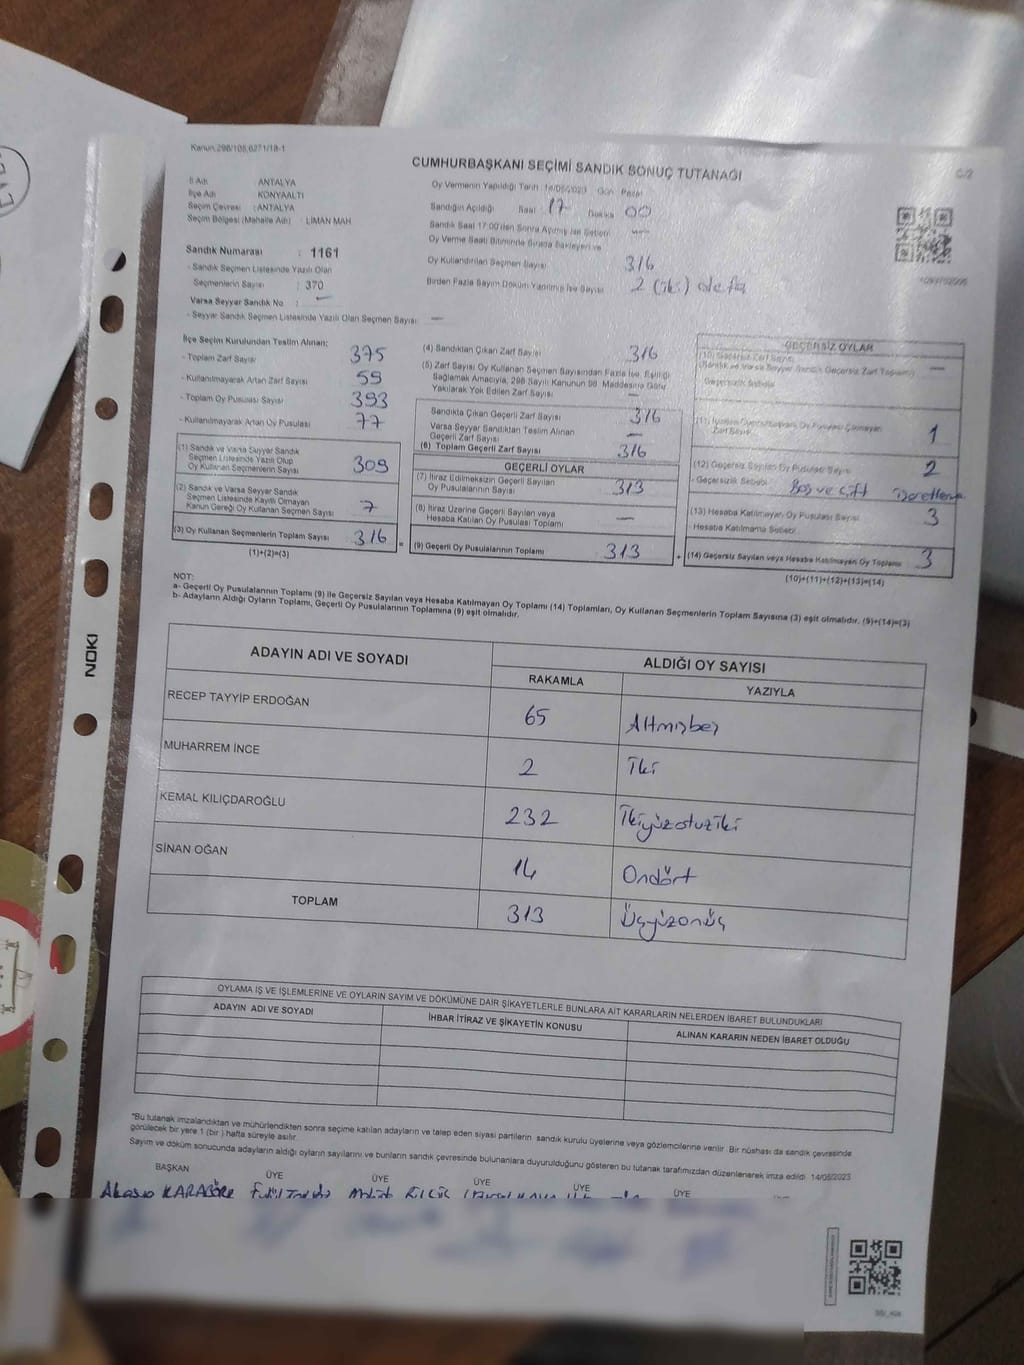 Kanun.298/105,6271/18-1
CUMHURBAŞKANI SEÇİMİ SANDIK SONUÇ TUTANAĞI
C/2
İl Adı ANTALYA
İlçe Adı KONYAALTI
Seçim Çevresi : ANTALYA
Seçim Bölgesi (Mahalle Adı) : LİMAN MAH
Oy Vermenin Yapıldığı Tarih : 14/05/2023 Gün Pazar
Sandığın Açıldığı Saat 17 Dakika 00
Sandık Saat 17:00'den Sonra Açılmış ise Sebebi —
Oy Verme Saati Bitiminde Sırada Bekleyen ve
Oy Kullandırılan Seçmen Sayısı 316
Birden Fazla Sayım Döküm Yapılmış ise Sayısı 2 (iki) defa
Sandık Numarası : 1161
- Sandık Seçmen Listesinde Yazılı Olan
Seçmenlerin Sayısı : 370
Varsa Seyyar Sandık No : —
- Seyyar Sandık Seçmen Listesinde Yazılı Olan Seçmen Sayısı —
İlçe Seçim Kurulundan Teslim Alınan:
- Toplam Zarf Sayısı 375
- Kullanılmayarak Artan Zarf Sayısı 59
- Toplam Oy Pusulası Sayısı 393
- Kullanılmayarak Artan Oy Pusulası 77
(1) Sandık ve Varsa Seyyar Sandık
Seçmen Listesinde Yazılı Olup
Oy Kullanan Seçmenlerin Sayısı 309
(2) Sandık ve Varsa Seyyar Sandık
Seçmen Listesinde Kayıtlı Olmayan
Kanun Gereği Oy Kullanan Seçmen Sayısı 7
(3) Oy Kullanan Seçmenlerin Toplam Sayısı 316
(1)+(2)=(3)
(4) Sandıktan Çıkan Zarf Sayısı 316
(5) Zarf Sayısı Oy Kullanan Seçmen Sayısından Fazla ise, Eşitliği
Sağlamak Amacıyla, 298 Sayılı Kanunun 98. Maddesine Göre
Yakılarak Yok Edilen Zarf Sayısı —
Sandıkta Çıkan Geçerli Zarf Sayısı 316
Varsa Seyyar Sandıktan Teslim Alınan
Geçerli Zarf Sayısı —
(6) Toplam Geçerli Zarf Sayısı 316
GEÇERLİ OYLAR
(7) İtiraz Edilmeksizin Geçerli Sayılan
Oy Pusulalarının Sayısı 313
(8) İtiraz Üzerine Geçerli Sayılan veya
Hesaba Katılan Oy Pusulası Toplamı —
(9) Geçerli Oy Pusulalarının Toplamı 313
GEÇERSİZ OYLAR
(10) Geçersiz Zarf Sayısı
(Sandık ve Varsa Seyyar Sandık Geçersiz Zarf Toplamı) —
Geçersizlik Sebebi
Zarf Sayısı 1
(12) Geçersiz Sayılan Oy Pusulası Sayısı 2
- Geçersizlik Sebebi Boş ve Çift
(13) Hesaba Katılmayan Oy Pusulası Sayısı 3
Hesaba Katılmama Sebebi
(14) Geçersiz Sayılan veya Hesaba Katılmayan Oy Toplamı 3
(10)+(11)+(12)+(13)=(14)
NOT:
a- Geçerli Oy Pusulalarının Toplamı (9) ile Geçersiz Sayılan veya Hesaba Katılmayan Oy Toplamı (14) Toplamları, Oy Kullanan Seçmenlerin Toplam Sayısına (3) eşit olmalıdır. (9)+(14)=(3)
b- Adayların Aldığı Oyların Toplamı, Geçerli Oy Pusulalarının Toplamına (9) eşit olmalıdır.
ADAYIN ADI VE SOYADI
ALDIĞI OY SAYISI
RAKAMLA YAZIYLA
RECEP TAYYİP ERDOĞAN 65 Altmışbeş
MUHARREM İNCE 2 İki
KEMAL KILIÇDAROĞLU 232 İkiyüzotuziki
SİNAN OĞAN 14 Ondört
TOPLAM 313 Üçyüzonüç
OYLAMA İŞ VE İŞLEMLERİNE VE OYLARIN SAYIM VE DÖKÜMÜNE DAİR ŞİKAYETLERLE BUNLARA AİT KARARLARIN NELERDEN İBARET BULUNDUKLARI
ADAYIN ADI VE SOYADI İHBAR İTİRAZ VE ŞİKAYETİN KONUSU ALINAN KARARIN NEDEN İBARET OLDUĞU
"Bu tutanak imzalandıktan ve mühürlendikten sonra seçime katılan adayların ve talep eden siyasi partilerin sandık kurulu üyelerine veya gözlemcilerine verilir. Bir nüshası da sandık çevresinde
görülecek bir yere 1 (bir) hafta süreyle asılır.
Sayım ve döküm sonucunda adayların aldığı oyların sayılarını ve bunların sandık çevresinde bulunanlara duyurulduğunu gösteren bu tutanak tarafımızdan düzenlenerek imza edildi. 14/05/2023
BAŞKAN ÜYE ÜYE ÜYE ÜYE ÜYE
NOKI